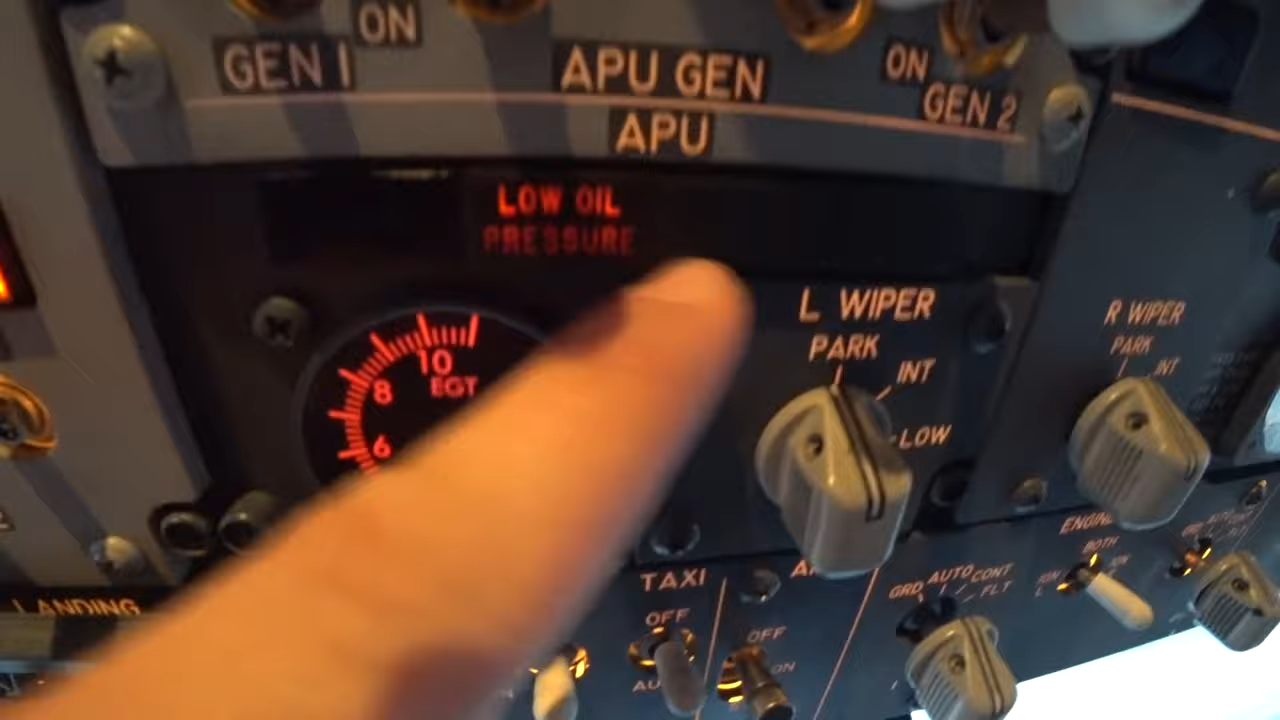 ON
GEN 1
APU GEN
ON
GEN 2
APU
LOW OIL
PRESSURE
L WIPER
PARK
INT
LOW
R WIPER
PARK
INT
10
EGT
8
6
TAXI
OFF
OFF
ON
GRD AUTO CONT
FLT
BOTH
LANDING